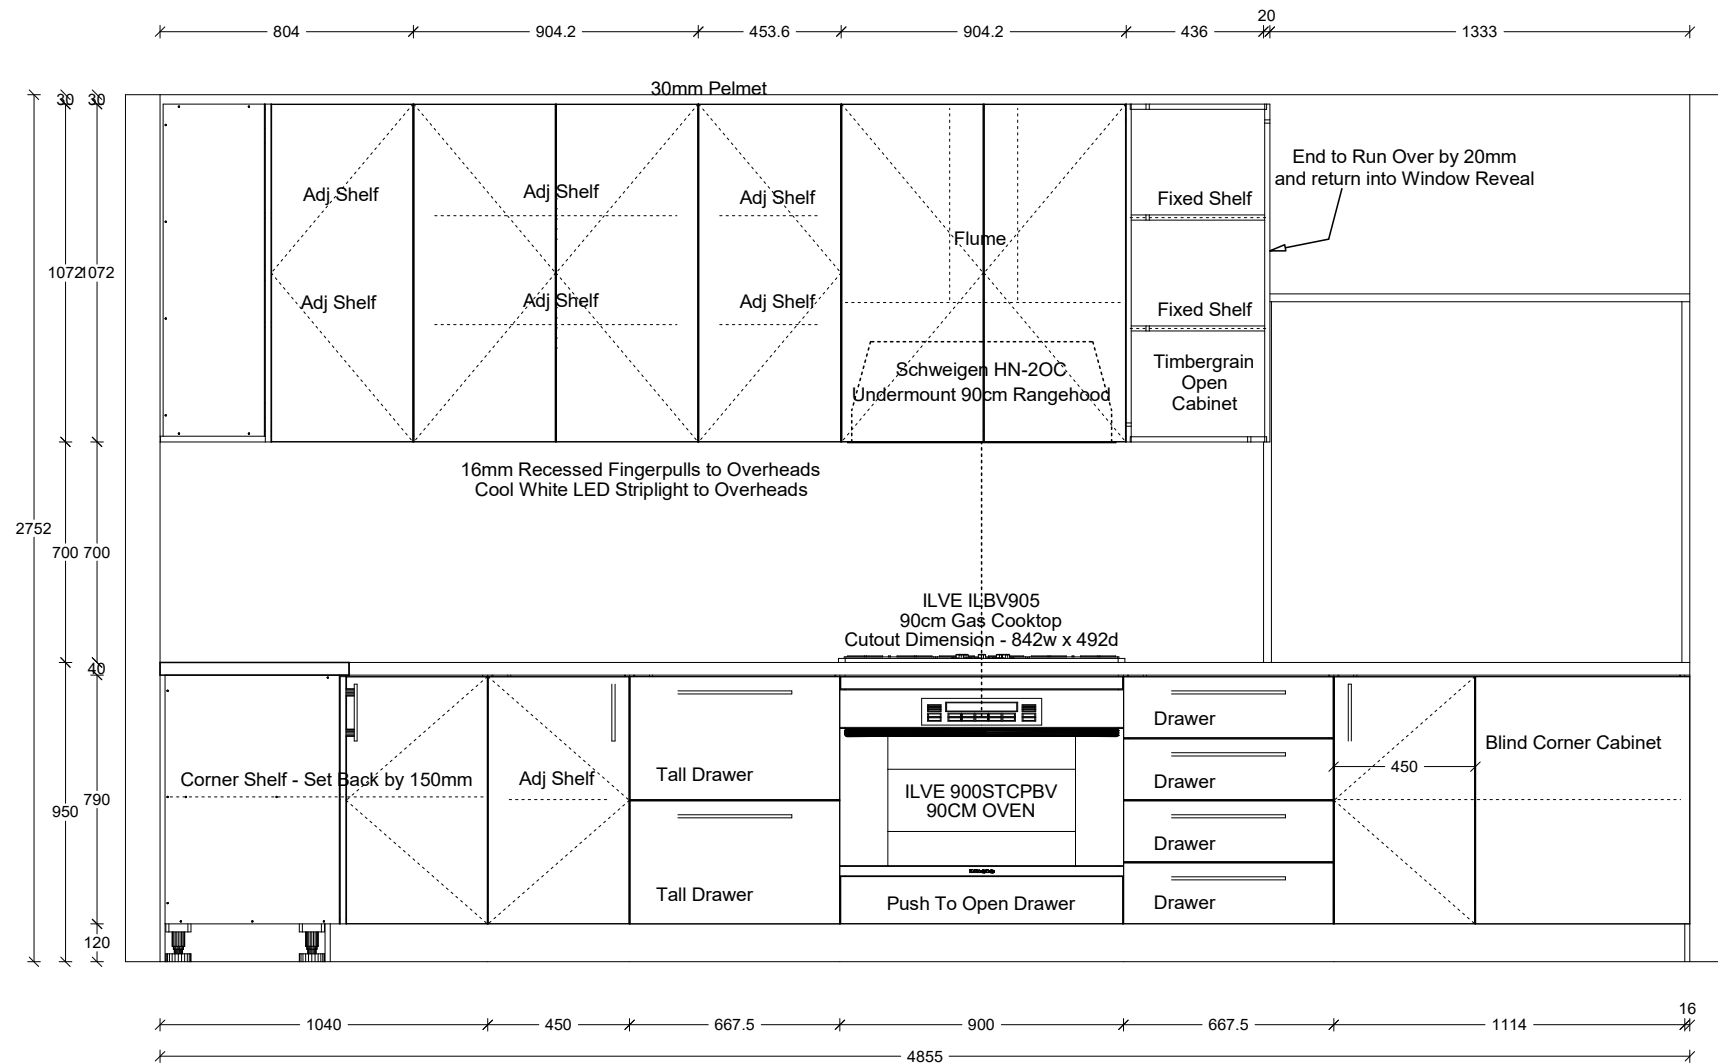 20
804
904.2
453.6
904.2
436
1333
30mm Pelmet
30
30
End to Run Over by 20mm
and return into Window Reveal
Adj Shelf
Adj Shelf
Adj Shelf
Fixed Shelf
Flume
1072
1072
Adj Shelf
Adj Shelf
Adj Shelf
Fixed Shelf
Schweigen HN-2OC
Undermount 90cm Rangehood
Timbergrain
Open
Cabinet
16mm Recessed Fingerpulls to Overheads
Cool White LED Striplight to Overheads
2752
700
700
ILVE ILBV905
90cm Gas Cooktop
Cutout Dimension - 842w x 492d
40
Drawer
Blind Corner Cabinet
450
Corner Shelf - Set Back by 150mm
Adj Shelf
Tall Drawer
Drawer
ILVE 900STCPBV
90CM OVEN
790
950
Drawer
Tall Drawer
Push To Open Drawer
Drawer
120
16
1040
450
667.5
900
667.5
1114
4855